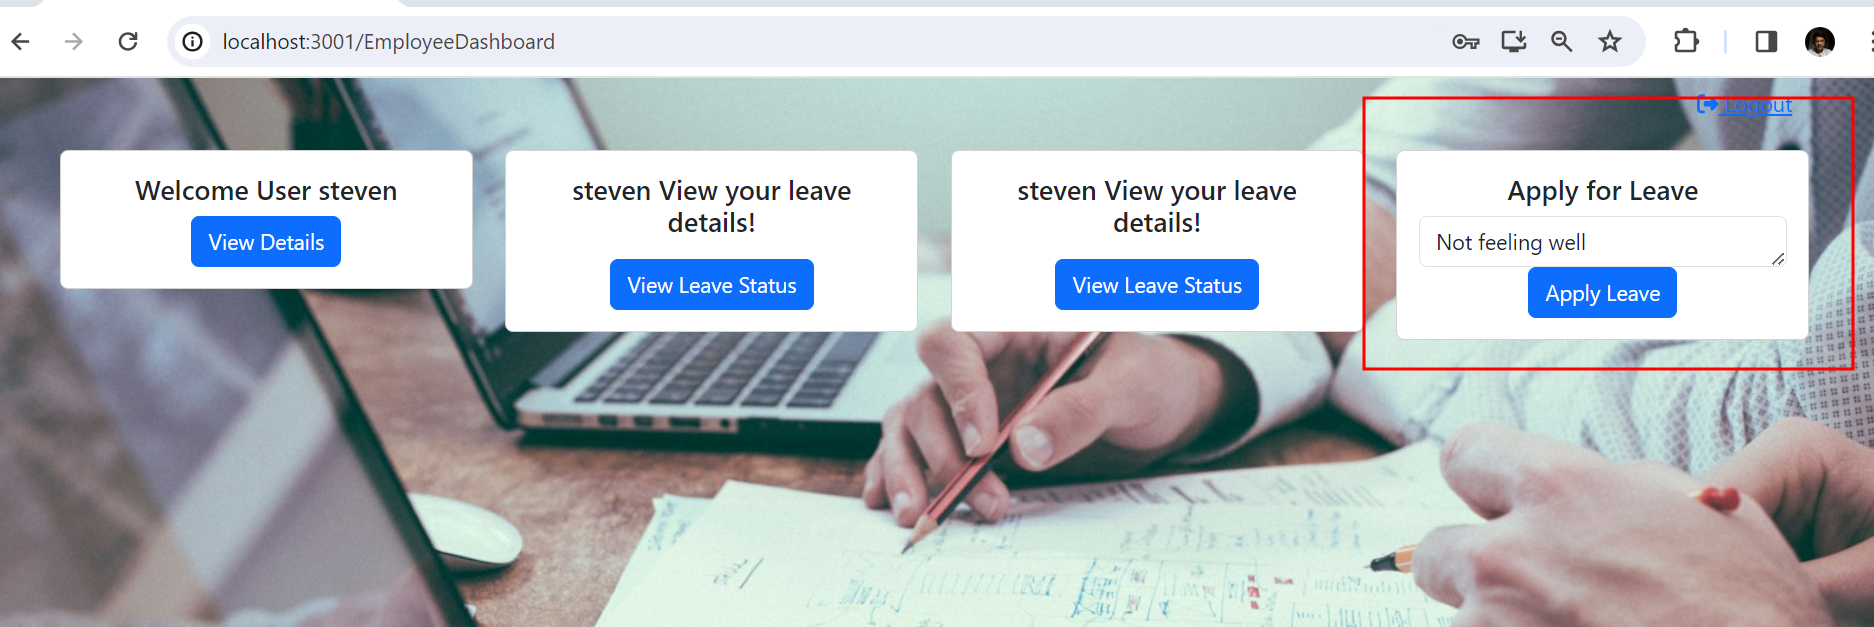 localhost:3001/EmployeeDashboard
Logout
Welcome User steven
View Details
steven View your leave
details!
View Leave Status
steven View your leave
details!
View Leave Status
Apply for Leave
Not feeling well
Apply Leave